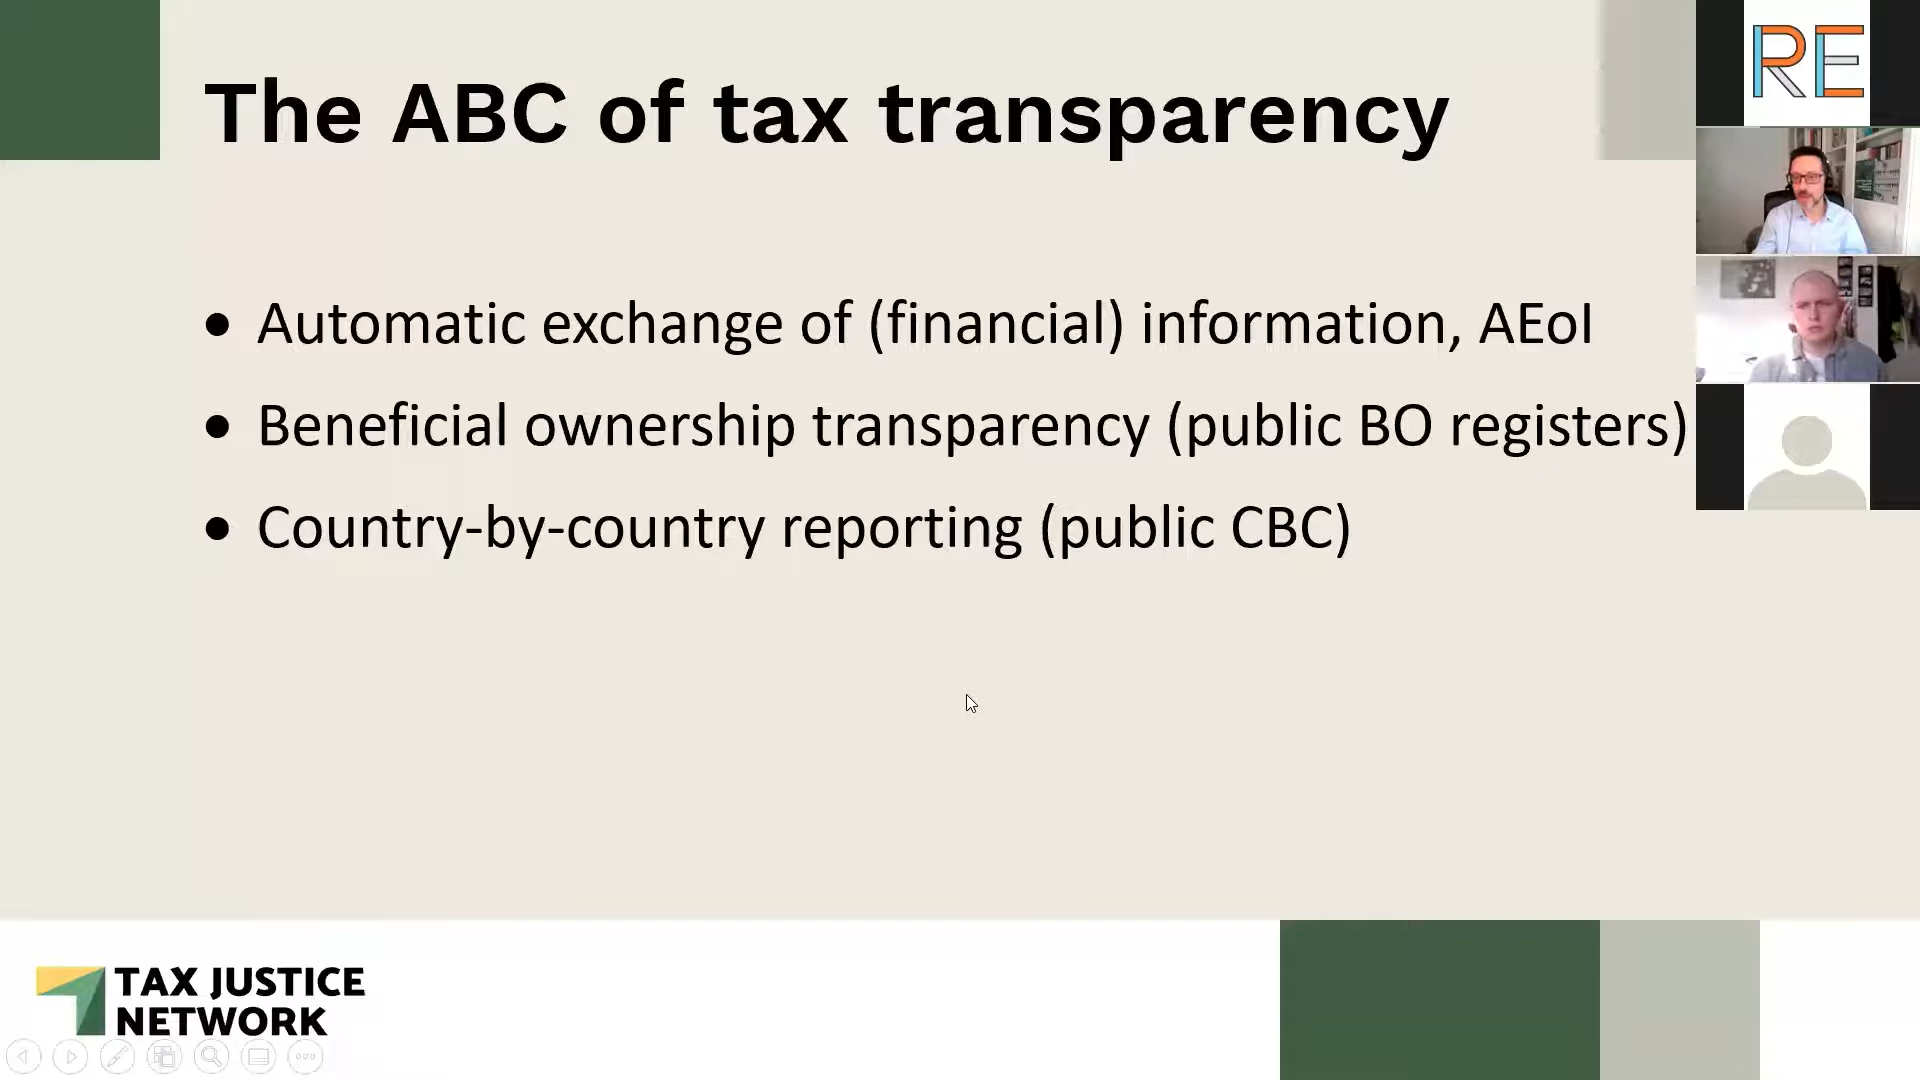 The ABC of tax transparency
RE
• Automatic exchange of (financial) information, AEoI
• Beneficial ownership transparency (public BO registers)
• Country-by-country reporting (public CBC)
TAX JUSTICE
NETWORK